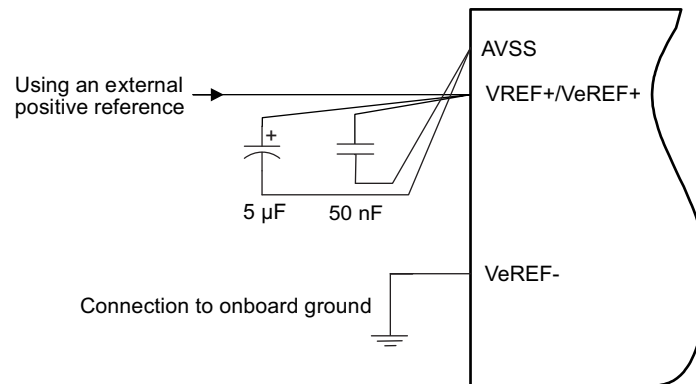 AVSS
Using an external
positive reference
VREF+/VeREF+
+
5 µF
50 nF
VeREF-
Connection to onboard ground